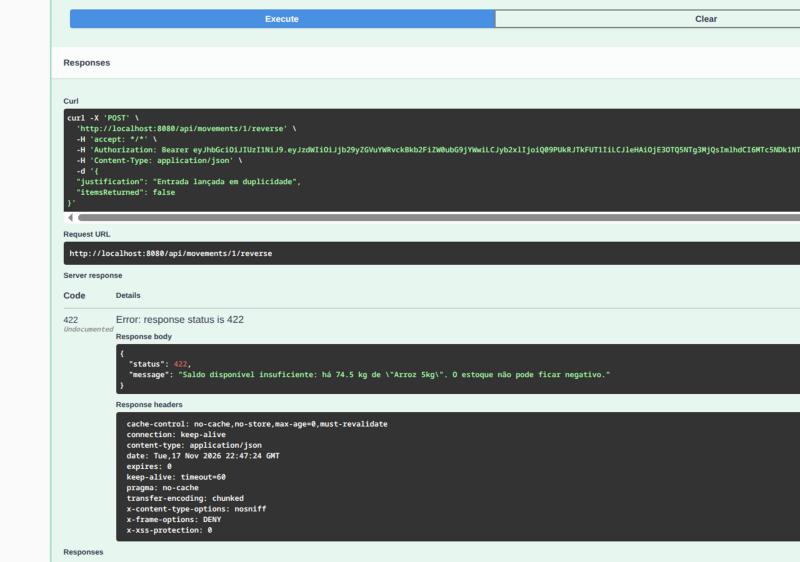 Execute
Clear
Responses
Curl
curl -X 'POST' \
'http://localhost:8080/api/movements/1/reverse' \
-H 'accept: */*' \
-H 'Authorization: Bearer
-H 'Content-Type: application/json' \
-d '{
"justification": "Entrada lançada em duplicidade",
"itemsReturned": false
}'
Request URL
http://localhost:8080/api/movements/1/reverse
Server response
Code
Details
422
Undocumented
Error: response status is 422
Response body
{
"status": 422,
"message": "Saldo disponível insuficiente: há 74.5 kg de \"Arroz 5kg\". O estoque não pode ficar negativo."
}
Response headers
cache-control: no-cache,no-store,max-age=0,must-revalidate
connection: keep-alive
content-type: application/json
date: Tue,17 Nov 2026 22:47:24 GMT
expires: 0
keep-alive: timeout=60
pragma: no-cache
transfer-encoding: chunked
x-content-type-options: nosniff
x-frame-options: DENY
x-xss-protection: 0
Responses